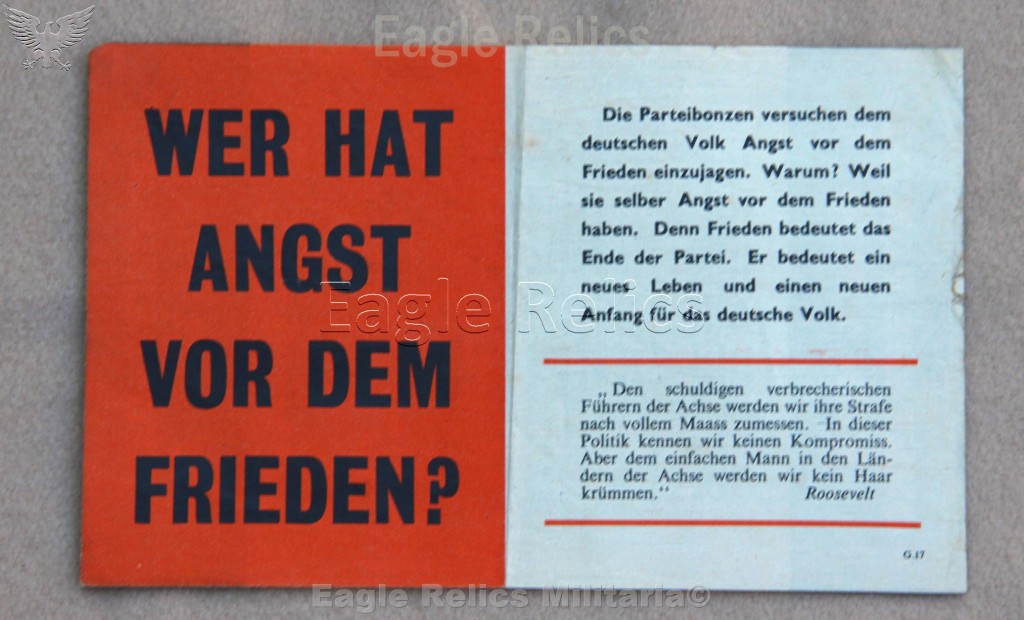 Eagle Relics
WER HAT
ANGST
VOR DEM
FRIEDEN?
Die Parteibonzen versuchen dem
deutschen Volk Angst vor dem
Frieden einzujagen. Warum? Weil
sie selber Angst vor dem Frieden
haben. Denn Frieden bedeutet das
Ende der Partei. Er bedeutet ein
neues Leben und einen neuen
Anfang für das deutsche Volk.
Eagle Relics
„Den schuldigen verbrecherischen
Führern der Achse werden wir ihre Strafe
nach vollem Maass zumessen. In dieser
Politik kennen wir keinen Kompromiss.
Aber dem einfachen Mann in den Län-
dern der Achse werden wir kein Haar
krümmen.“ Roosevelt
G.17
Eagle Relics Militaria©